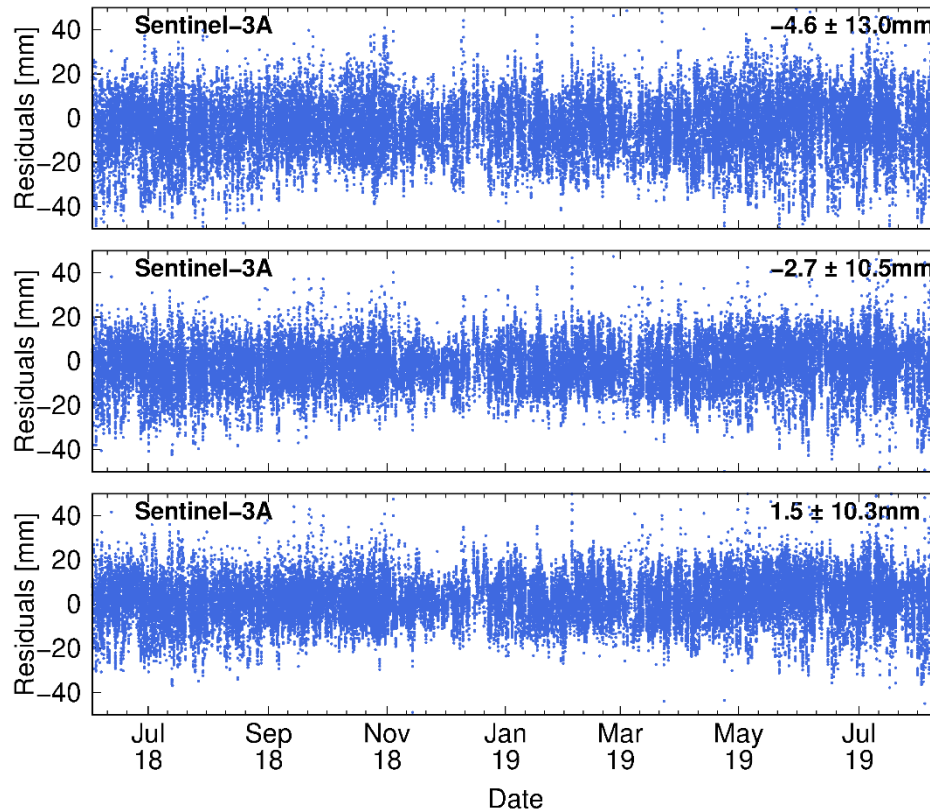 Sentinel−3A −4.6 ± 13.0mm
Residuals [mm]
40
20
0
−20
−40
Sentinel−3A −2.7 ± 10.5mm
Residuals [mm]
40
20
0
−20
−40
Sentinel−3A 1.5 ± 10.3mm
Residuals [mm]
40
20
0
−20
−40
Jul Sep Nov Jan Mar May Jul
18 18 18 19 19 19 19
Date